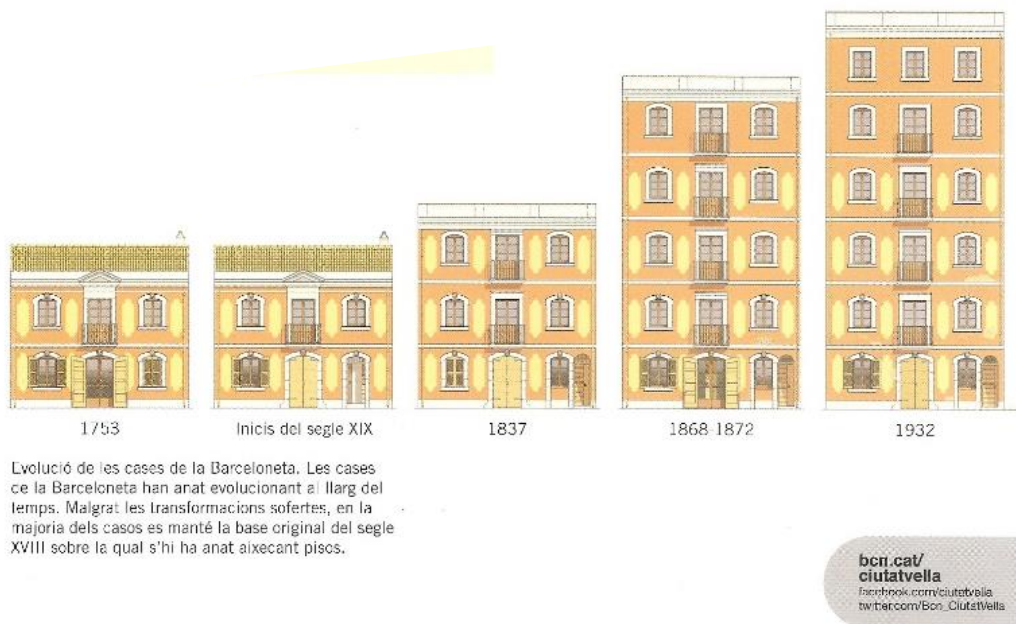 1753
Inicis del segle XIX
1837
1868-1872
1932
Evolució de les cases de la Barceloneta. Les cases
de la Barceloneta han anat evolucionant al llarg del
temps. Malgrat les transformacions sofertes, en la
majoria dels casos es manté la base original del segle
XVIII sobre la qual s'hi ha anat aixecant pisos.
bcn.cat/
ciutatvella
facebook.com/ciutatvella
twitter.com/Bcn_CiutatVella